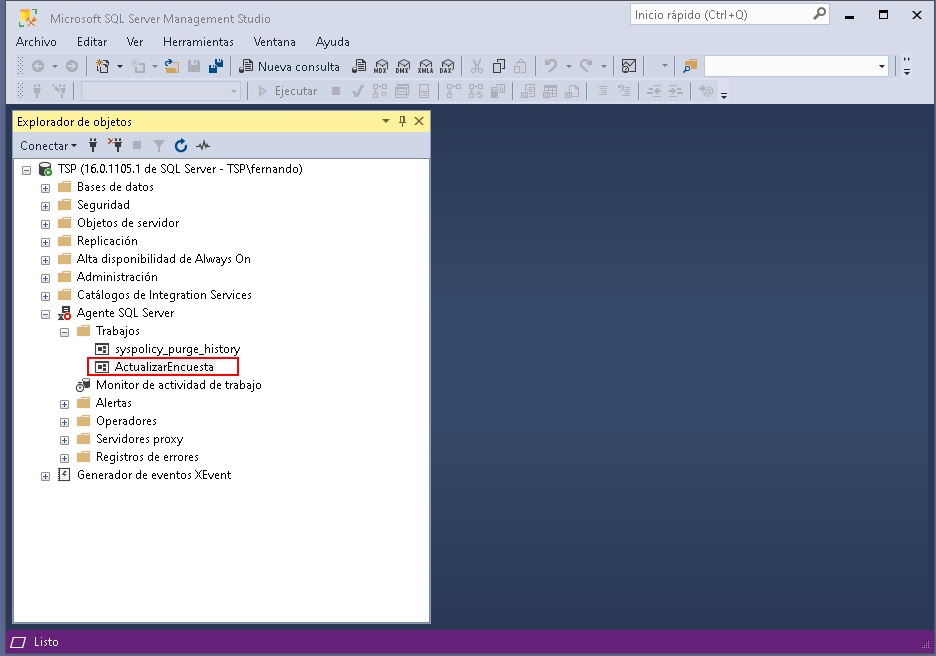 Microsoft SQL Server Management Studio
Inicio rápido (Ctrl+Q)
Archivo Editar Ver Herramientas Ventana Ayuda
Nueva consulta MDX DMX XMLA DAX
Ejecutar
Explorador de objetos
Conectar
TSP (16.0.1105.1 de SQL Server - TSP\fernando)
Bases de datos
Seguridad
Objetos de servidor
Replicación
Alta disponibilidad de Always On
Administración
Catálogos de Integration Services
Agente SQL Server
Trabajos
syspolicy_purge_history
ActualizarEncuesta
Monitor de actividad de trabajo
Alertas
Operadores
Servidores proxy
Registros de errores
Generador de eventos XEvent
Listo